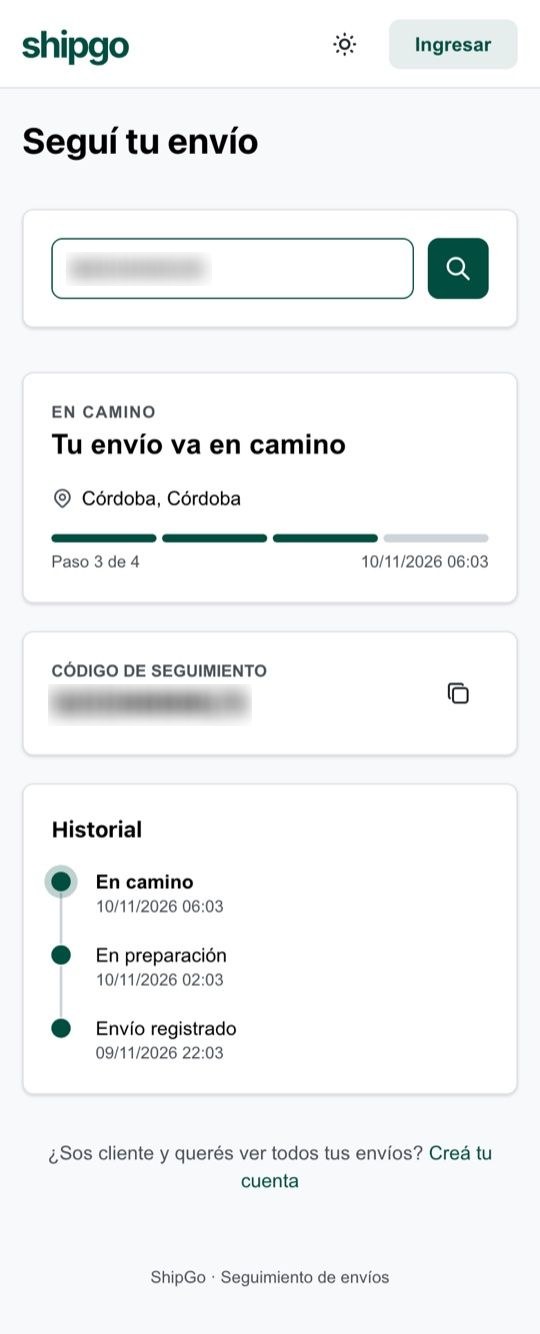 shipgo
Ingresar
Seguí tu envío
EN CAMINO
Tu envío va en camino
Córdoba, Córdoba
Paso 3 de 4
10/11/2026 06:03
CÓDIGO DE SEGUIMIENTO
Historial
En camino
10/11/2026 06:03
En preparación
10/11/2026 02:03
Envío registrado
09/11/2026 22:03
¿Sos cliente y querés ver todos tus envíos? Creá tu
cuenta
ShipGo · Seguimiento de envíos